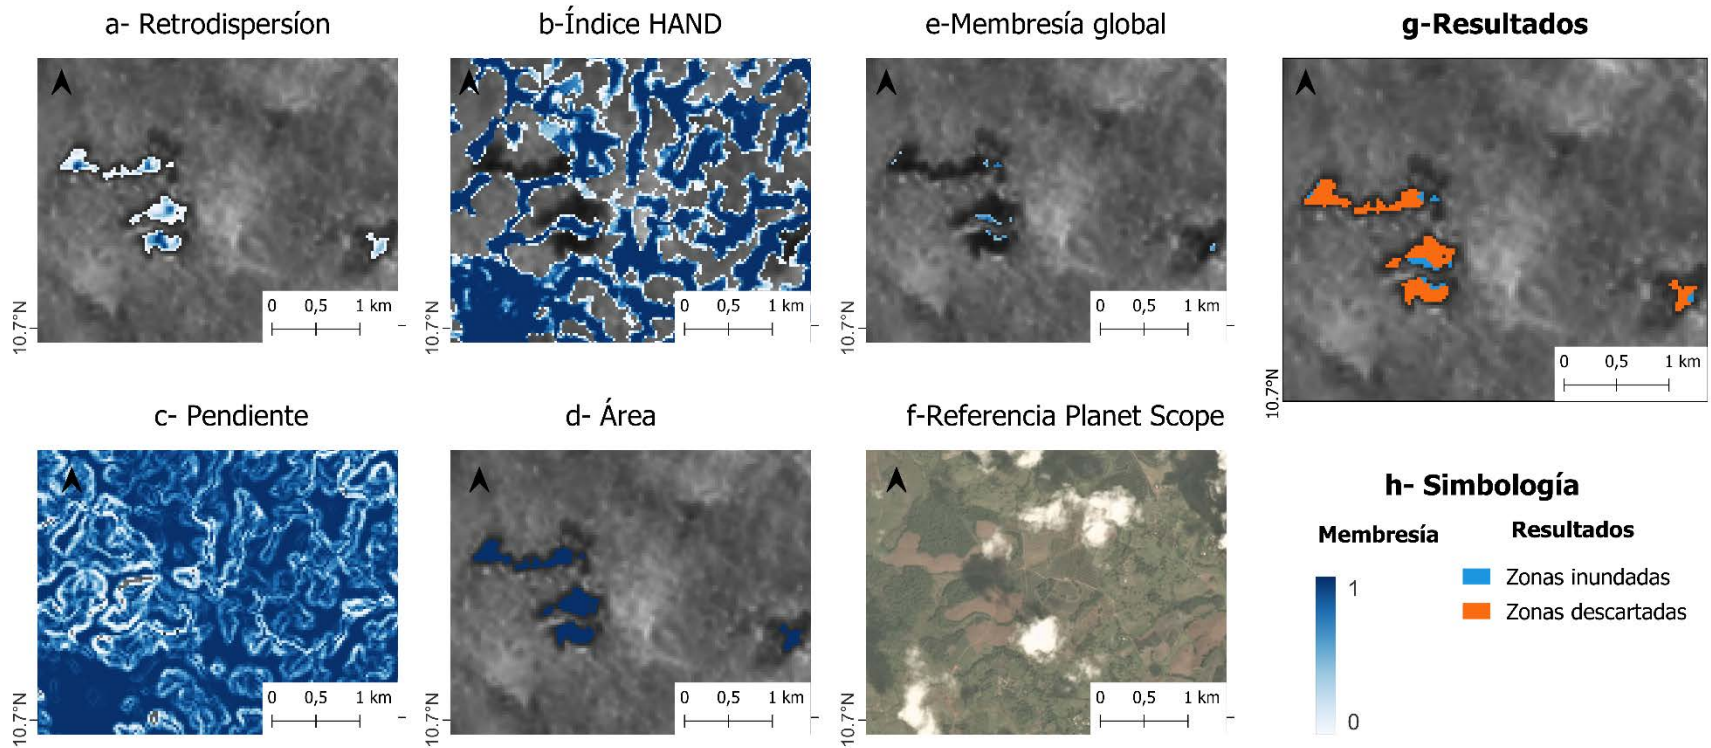 a- Retrodispersíon
b-Índice HAND
e-Membresía global
g-Resultados
0 0,5 1 km
10.7°N
0 0,5 1 km
10.7°N
0 0,5 1 km
10.7°N
0 0,5 1 km
10.7°N
c- Pendiente
d- Área
f-Referencia Planet Scope
0 0,5 1 km
10.7°N
0 0,5 1 km
10.7°N
0 0,5 1 km
10.7°N
h- Simbología
Membresía
1
0
Resultados
Zonas inundadas
Zonas descartadas